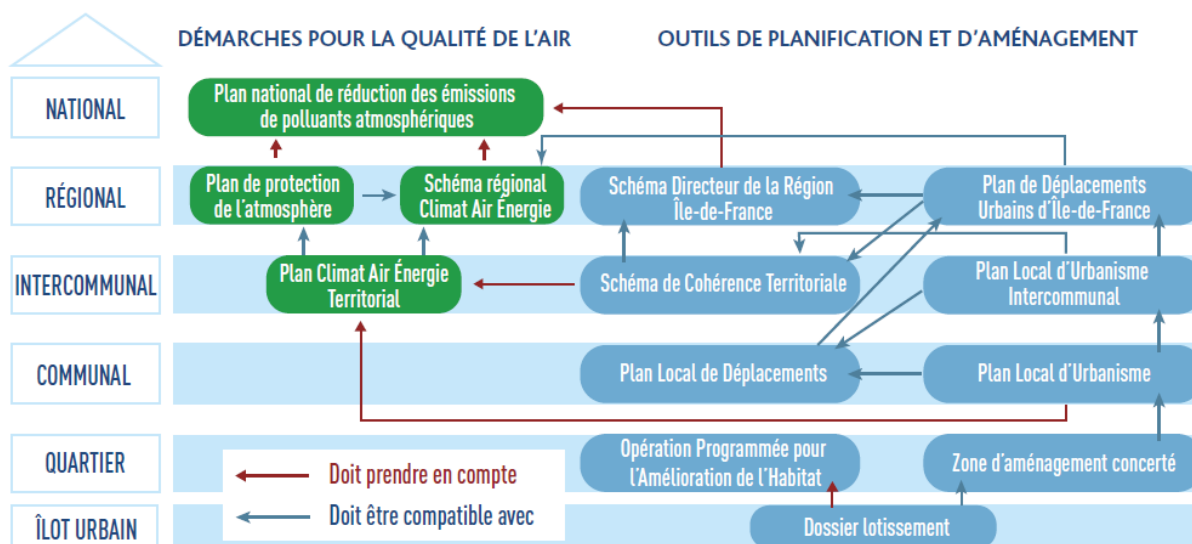 DÉMARCHES POUR LA QUALITÉ DE L'AIR
OUTILS DE PLANIFICATION ET D'AMÉNAGEMENT
NATIONAL
Plan national de réduction des émissions
de polluants atmosphériques
RÉGIONAL
Plan de protection
de l'atmosphère
Schéma régional
Climat Air Énergie
Schéma Directeur de la Région
Île-de-France
Plan de Déplacements
Urbains d'Île-de-France
INTERCOMMUNAL
Plan Climat Air Énergie
Territorial
Schéma de Cohérence Territoriale
Plan Local d'Urbanisme
Intercommunal
COMMUNAL
Plan Local de Déplacements
Plan Local d'Urbanisme
QUARTIER
Opération Programmée pour
l'Amélioration de l'Habitat
Zone d'aménagement concerté
Doit prendre en compte
Doit être compatible avec
ÎLOT URBAIN
Dossier lotissement